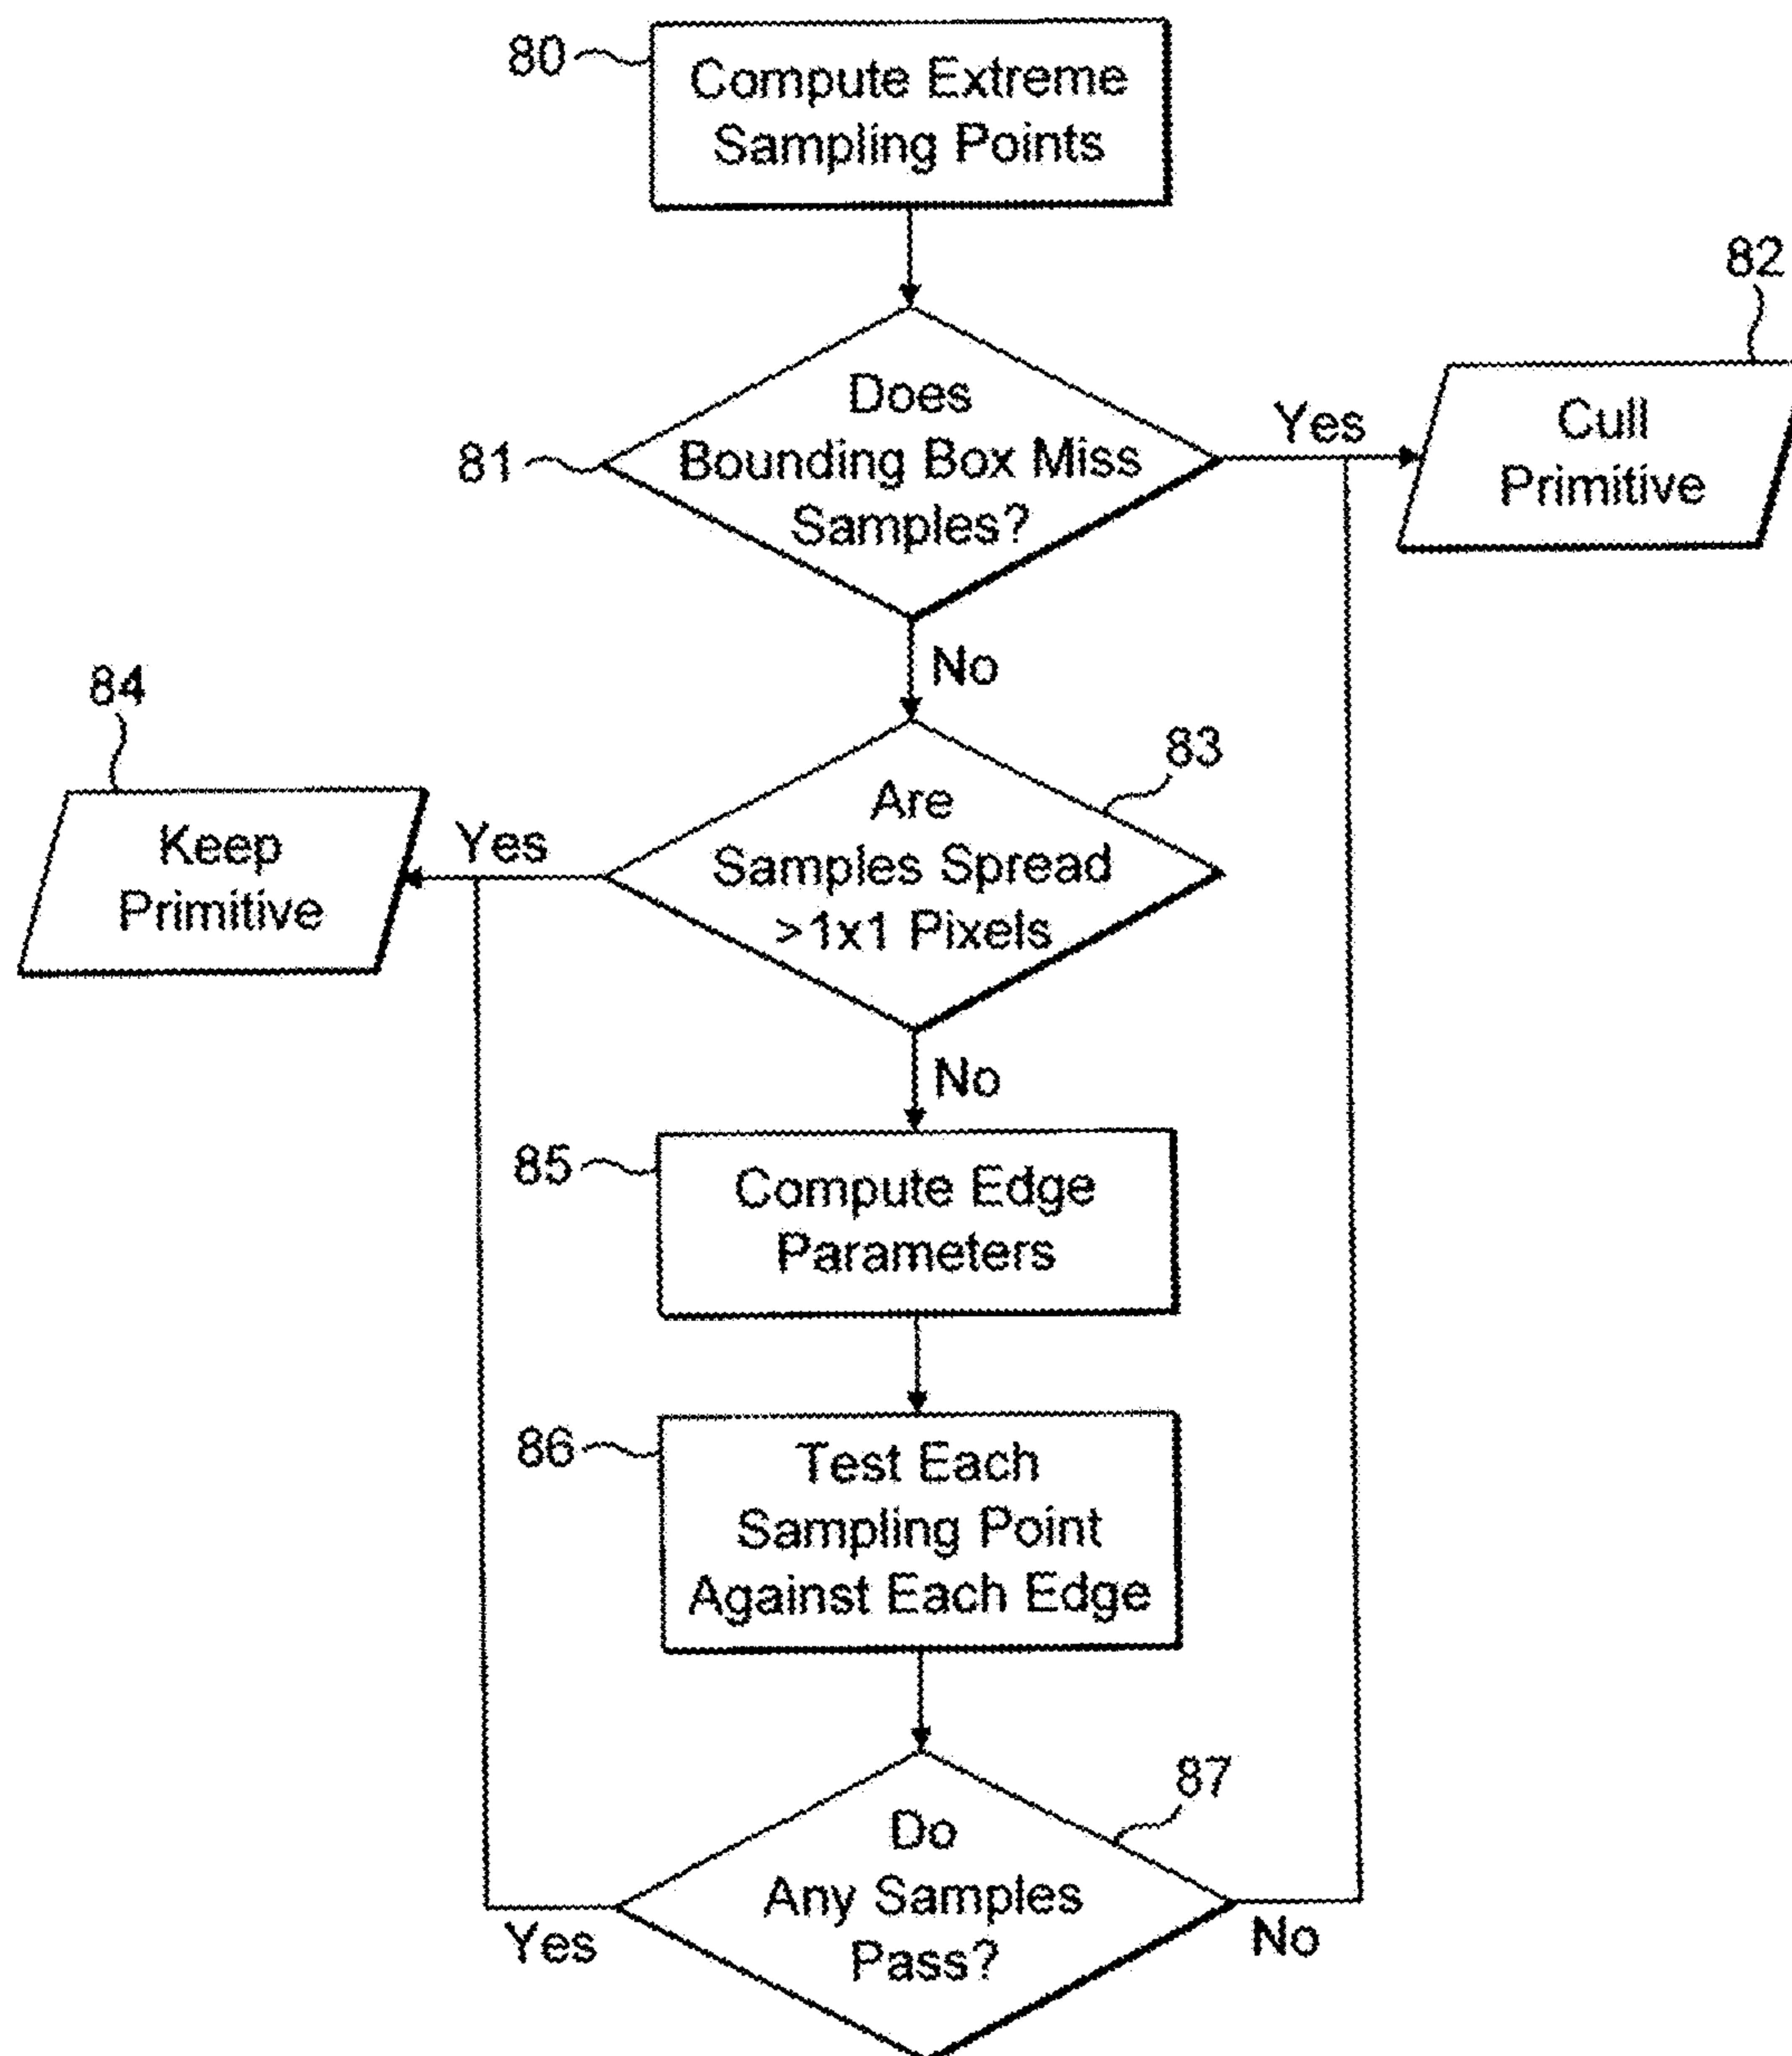 80
Compute Extreme
Sampling Points
82
Does
Bounding Box Miss
Samples?
81
Yes
Cull
Primitive
No
84
83
Keep
Primitive
Yes
Are
Samples Spread
>1x1 Pixels
No
85
Compute Edge
Parameters
86
Test Each
Sampling Point
Against Each Edge
87
Do
Any Samples
Pass?
Yes
No